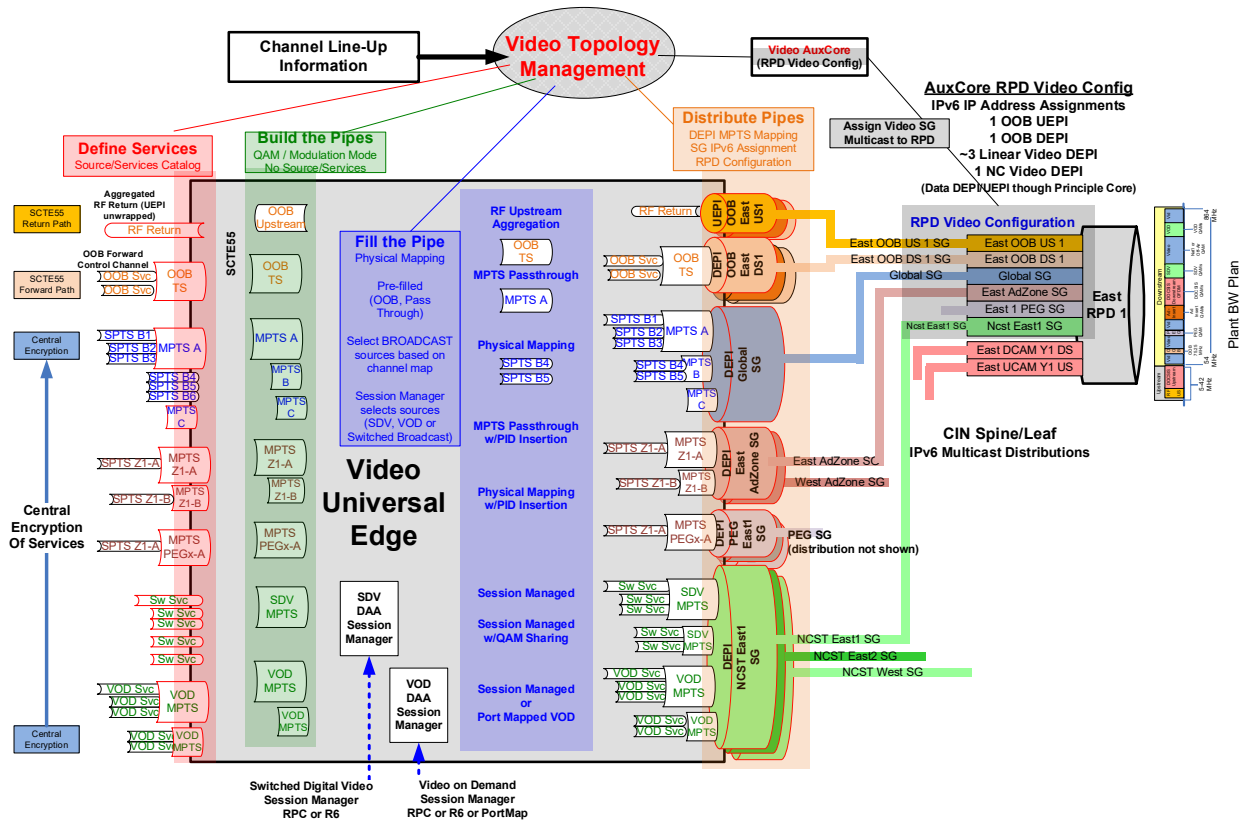 Channel Line-Up
Information
Video Topology
Management
Video AuxCore
(RPD Video Config)
AuxCore RPD Video Config
IPv6 IP Address Assignments
1 OOB UEPI
1 OOB DEPI
~3 Linear Video DEPI
1 NC Video DEPI
(Data DEPI/UEPI though Principle Core)
Assign Video SG
Multicast to RPD
Define Services
Source/Services Catalog
Build the Pipes
QAM / Modulation Mode
No Source/Services
Distribute Pipes
DEPI MPTS Mapping
SG IPv6 Assignment
RPD Configuration
Fill the Pipe
Physical Mapping
Pre-filled
(OOB, Pass
Through)
Select BROADCAST
sources based on
channel map
Session Manager
selects sources
(SDV, VOD or
Switched Broadcast)
SCTE55
Return Path
SCTE55
Forward Path
Central
Encryption
Central
Encryption
Of Services
Central
Encryption
Aggregated
RF Return (UEPI
unwrapped)
RF Return
OOB Forward
Control Channel
OOB Svc
OOB Svc
OOB
TS
SPTS B1
SPTS B2
SPTS B3
MPTS A
SPTS B4
SPTS B5
SPTS B6
MPTS
C
SPTS Z1-A
MPTS
Z1-A
SPTS Z1-B
MPTS
Z1-B
SPTS Z1-A
MPTS
PEGx-A
Sw Svc
Sw Svc
Sw Svc
Sw Svc
Sw Svc
VOD Svc
VOD Svc
VOD Svc
VOD
MPTS
VOD Svc
VOD Svc
VOD
MPTS
SCTE55
OOB
Upstream
OOB
TS
MPTS A
MPTS
B
MPTS
C
MPTS
Z1-A
MPTS
Z1-B
MPTS
PEGx-A
SDV
MPTS
VOD
MPTS
VOD
MPTS
Video
Universal
Edge
SDV
DAA
Session
Manager
VOD
DAA
Session
Manager
Switched Digital Video
Session Manager
RPC or R6
Video on Demand
Session Manager
RPC or R6 or PortMap
RF Upstream
Aggregation
OOB
TS
MPTS Passthrough
MPTS A
Physical Mapping
SPTS B4
SPTS B5
MPTS Passthrough
w/PID Insertion
Physical Mapping
w/PID Insertion
Session Managed
Session Managed
w/QAM Sharing
Session Managed
or
Port Mapped VOD
RF Return
UEPI
OOB
East
US1
OOB Svc
OOB Svc
OOB
TS
DEPI
OOB
East
DS1
SPTS B1
SPTS B2
SPTS B3
MPTS A
SPTS B4
SPTS B5
MPTS
B
MPTS
C
DEPI
Global
SG
SPTS Z1-A
MPTS
Z1-A
SPTS Z1-B
MPTS
Z1-B
DEPI
East
AdZone SG
SPTS Z1-A
MPTS
PEGx-A
DEPI
PEG
East1
SG
Sw Svc
Sw Svc
Sw Svc
SDV
MPTS
Sw Svc
Sw Svc
SDV
MPTS
VOD Svc
VOD Svc
VOD Svc
VOD
MPTS
VOD Svc
VOD Svc
VOD
MPTS
DEPI
NCST East1
SG
East OOB US 1 SG
East OOB DS 1 SG
Global SG
East AdZone SG
West AdZone SG
PEG SG
(distribution not shown)
Ncst East1 SG
NCST East1 SG
NCST East2 SG
NCST West SG
RPD Video Configuration
East OOB US 1
East OOB DS 1
Global SG
East AdZone SG
East 1 PEG SG
Ncst East1 SG
East DCAM Y1 DS
East UCAM Y1 US
East
RPD 1
CIN Spine/Leaf
IPv6 Multicast Distributions
Downstream
Upstream
864
MHz
54
MHz
5-42
MHz
Plant BW Plan